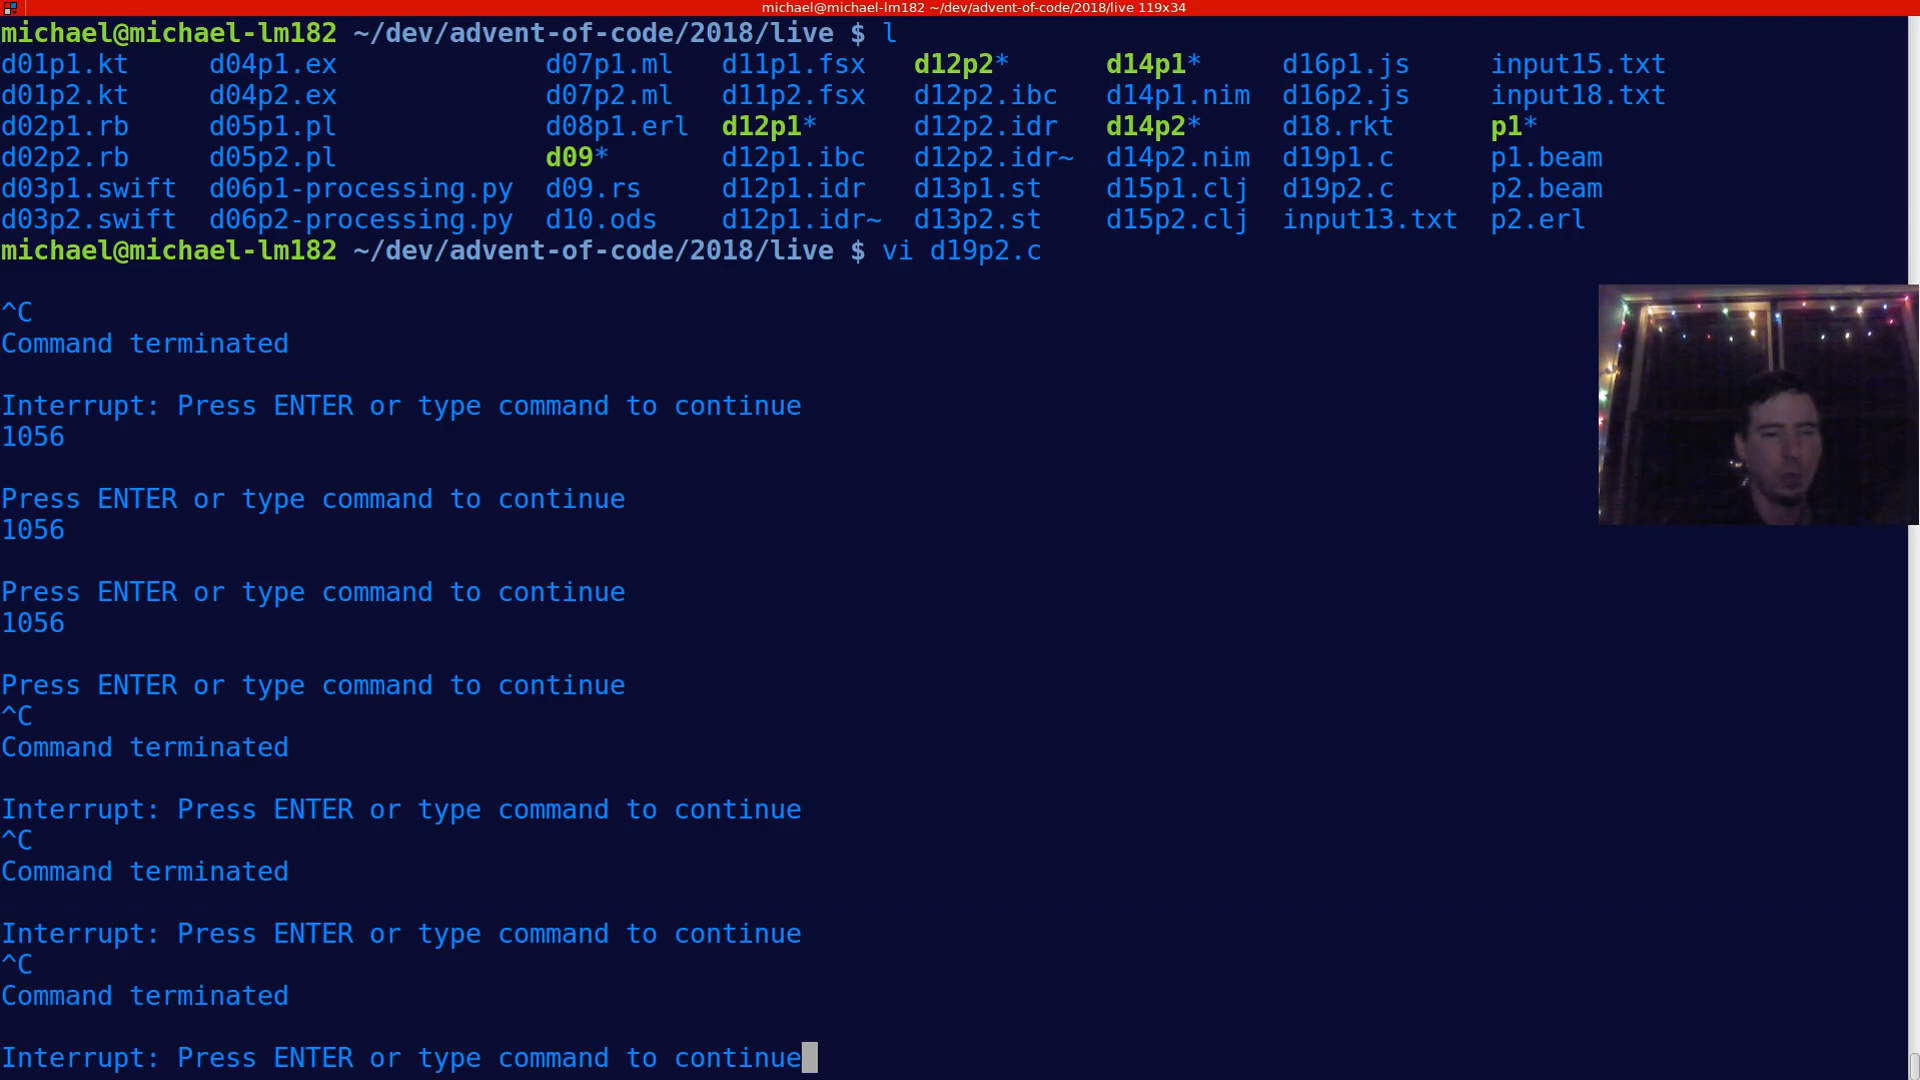 michael@michael-lm182 ~/dev/advent-of-code/2018/live 119x34
michael@michael-lm182 ~/dev/advent-of-code/2018/live $ l
d01p1.kt d04p1.ex d07p1.ml d11p1.fsx d12p2* d14p1* d16p1.js input15.txt
d01p2.kt d04p2.ex d07p2.ml d11p2.fsx d12p2.ibc d14p1.nim d16p2.js input18.txt
d02p1.rb d05p1.pl d08p1.erl d12p1* d12p2.idr d14p2* d18.rkt p1*
d02p2.rb d05p2.pl d09* d12p1.ibc d12p2.idr~ d14p2.nim d19p1.c p1.beam
d03p1.swift d06p1-processing.py d09.rs d12p1.idr d13p1.st d15p1.clj d19p2.c p2.beam
d03p2.swift d06p2-processing.py d10.ods d12p1.idr~ d13p2.st d15p2.clj input13.txt p2.erl
michael@michael-lm182 ~/dev/advent-of-code/2018/live $ vi d19p2.c
^C
Command terminated
Interrupt: Press ENTER or type command to continue
1056
Press ENTER or type command to continue
1056
Press ENTER or type command to continue
1056
Press ENTER or type command to continue
^C
Command terminated
Interrupt: Press ENTER or type command to continue
^C
Command terminated
Interrupt: Press ENTER or type command to continue
^C
Command terminated
Interrupt: Press ENTER or type command to continue